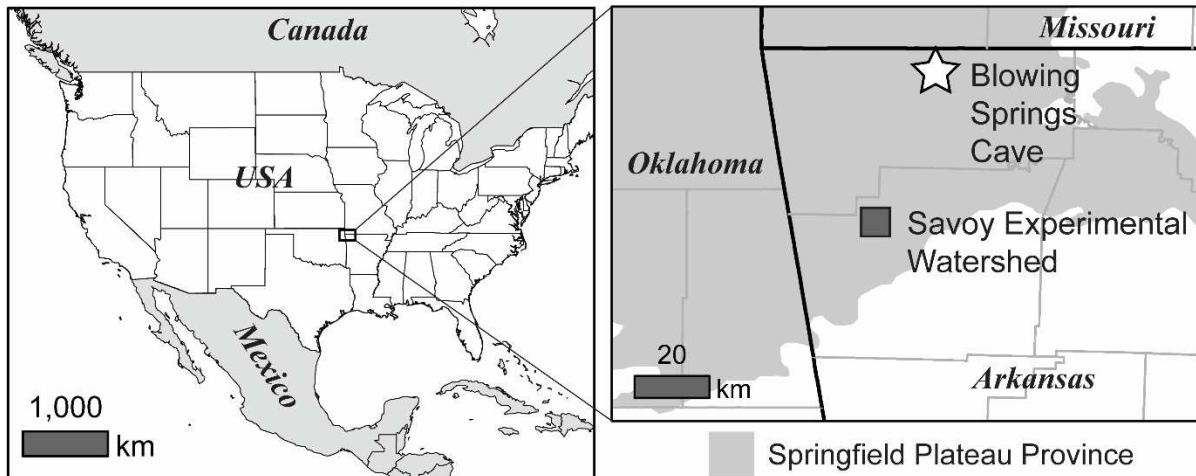 Canada
USA
Mexico
1,000
km
Missouri
Blowing
Springs
Cave
Oklahoma
Savoy Experimental
Watershed
20
km
Arkansas
Springfield Plateau Province